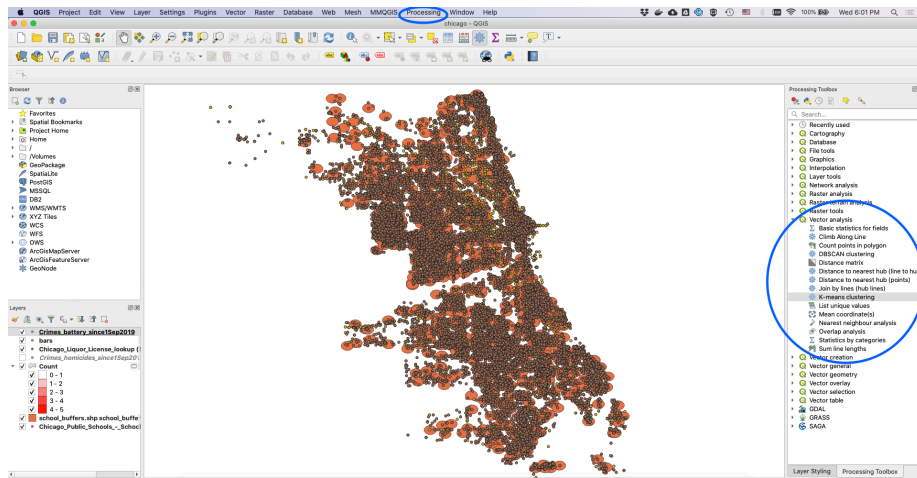 QGIS Project Edit View Layer Settings Plugins Vector Raster Database Web Mesh MMQGIS Processing Window Help
100% Wed 6:01 PM
chicago - QGIS
Browser
Favorites
Spatial Bookmarks
Project Home
Home
/
/Volumes
GeoPackage
SpatiaLite
PostGIS
MSSQL
DB2
WMS/WMTS
XYZ Tiles
WCS
WFS
OWS
ArcGisMapServer
ArcGisFeatureServer
GeoNode
Layers
Crimes_battery_since1Sep2019
bars
Chicago_Liquor_License_lookup (
Crimes_homicides_since1Sep201
Count
0 - 1
1 - 2
2 - 3
3 - 4
4 - 5
school_buffers.shp school_buffe
Chicago_Public_Schools_-_School
Processing Toolbox
Search...
Recently used
Cartography
Database
File tools
Graphics
Interpolation
Layer tools
Network analysis
Raster analysis
Raster terrain analysis
Raster tools
Vector analysis
Basic statistics for fields
Climb Along Line
Count points in polygon
DBSCAN clustering
Distance matrix
Distance to nearest hub (line to hu
Distance to nearest hub (points)
Join by lines (hub lines)
K-means clustering
List unique values
Mean coordinate(s)
Nearest neighbour analysis
Overlap analysis
Statistics by categories
Sum line lengths
Vector creation
Vector general
Vector geometry
Vector overlay
Vector selection
Vector table
GDAL
GRASS
SAGA
Layer Styling Processing Toolbox